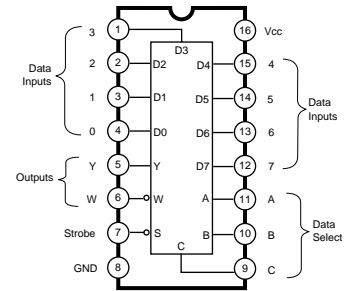 3 1 16 Vcc
D3
Data Inputs
2 2 D2 D4 15 4
1 3 D1 D5 14 5
Data Inputs
0 4 D0 D6 13 6
D7 12 7
Outputs
Y 5 Y A 11 A
W 6 W
Data Select
Strobe 7 S B 10 B
C
GND 8 9 C